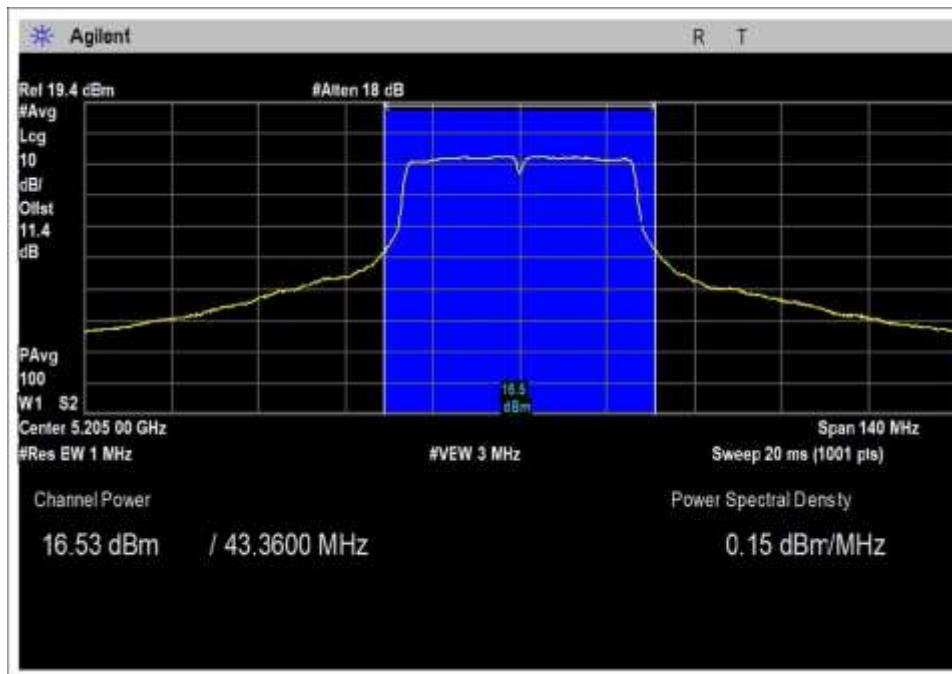 Agilent R T
Ref 19.4 dBm #Atten 18 dB
#Avg
Log
10
dB/
Offst
11.4
dB
PAvg
100
W1 S2
16.5
dBm
Center 5.205 00 GHz Span 140 MHz
#Res BW 1 MHz #VBW 3 MHz Sweep 20 ms (1001 pts)
Channel Power Power Spectral Density
16.53 dBm / 43.3600 MHz 0.15 dBm/MHz